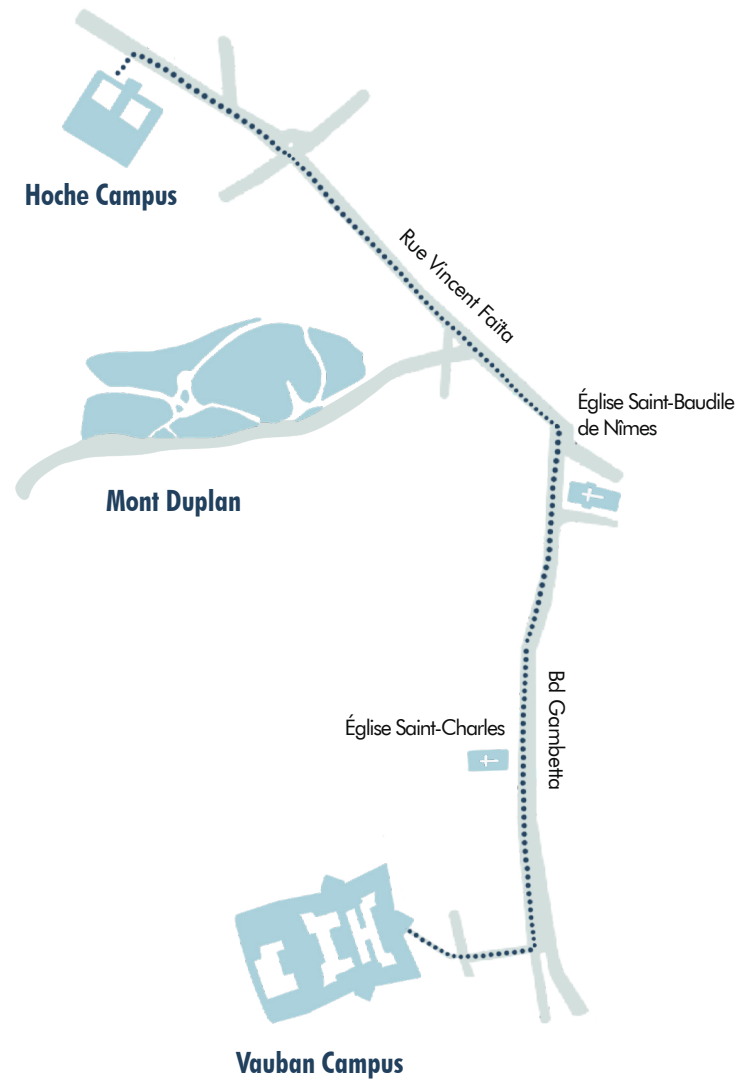 Hoche Campus
Rue Vincent Faïta
Église Saint-Baudile
de Nîmes
Mont Duplan
Bd Gambetta
Église Saint-Charles
Vauban Campus